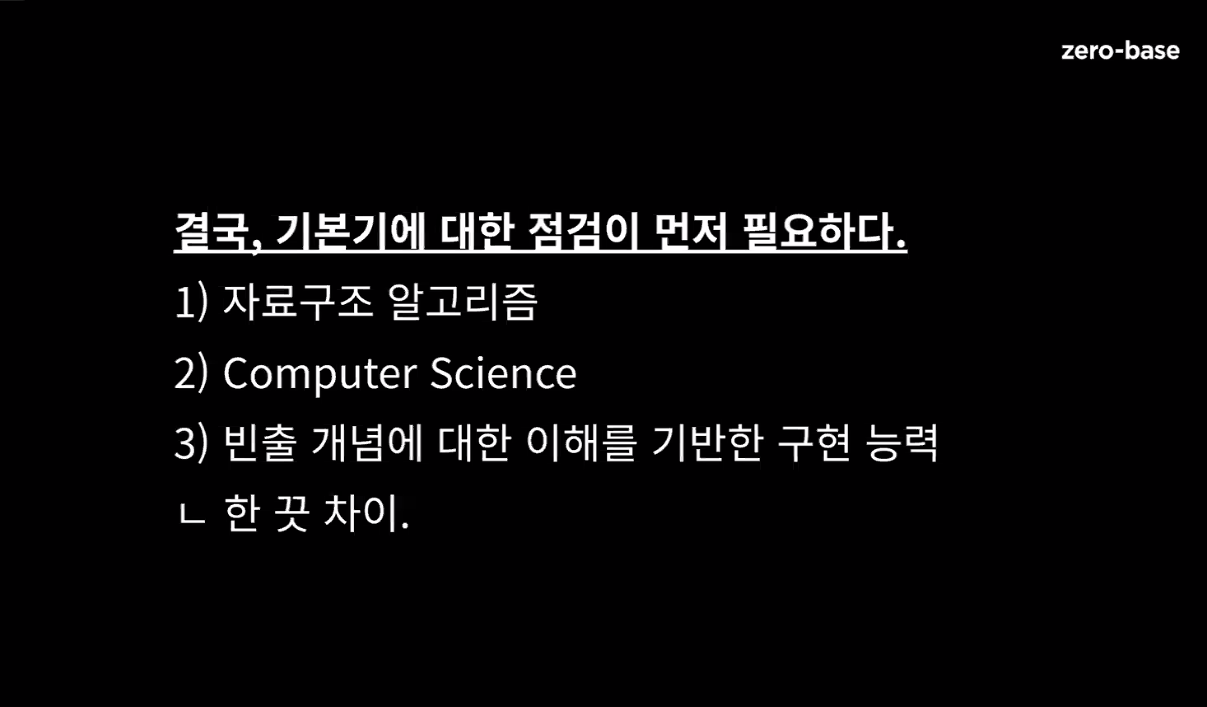 zero-base
결국, 기본기에 대한 점검이 먼저 필요하다.
1) 자료구조 알고리즘
2) Computer Science
3) 빈출 개념에 대한 이해를 기반한 구현 능력
ㄴ 한 끗 차이.